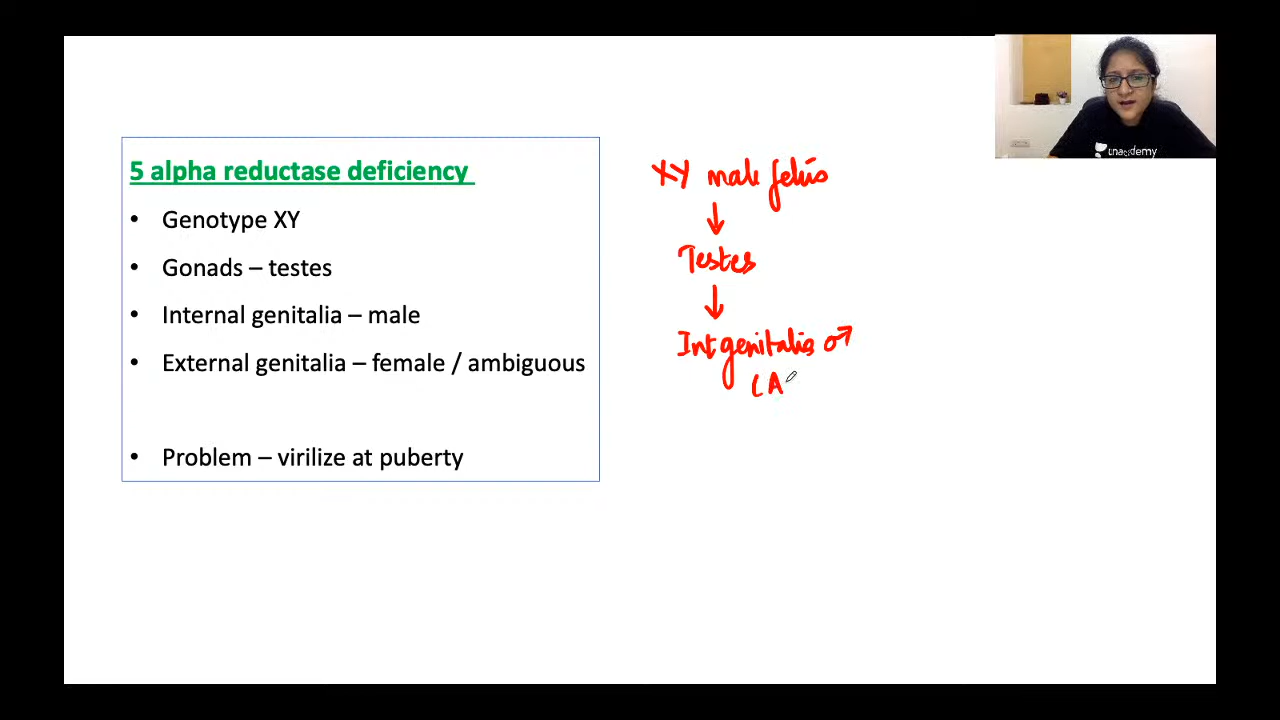 5 alpha reductase deficiency
• Genotype XY
• Gonads – testes
• Internal genitalia – male
• External genitalia – female / ambiguous
• Problem – virilize at puberty
XY male fetus
↓
Testes
↓
Int genitalia ♂
(A
unacademy